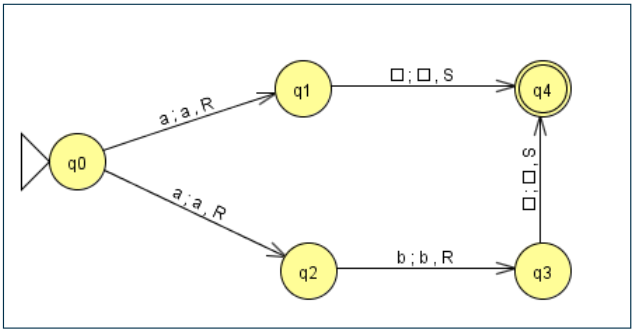 q1
□ ; □ , S
q4
a ; a , R
q0
a ; a , R
□ ; □ , S
q2
b ; b , R
q3